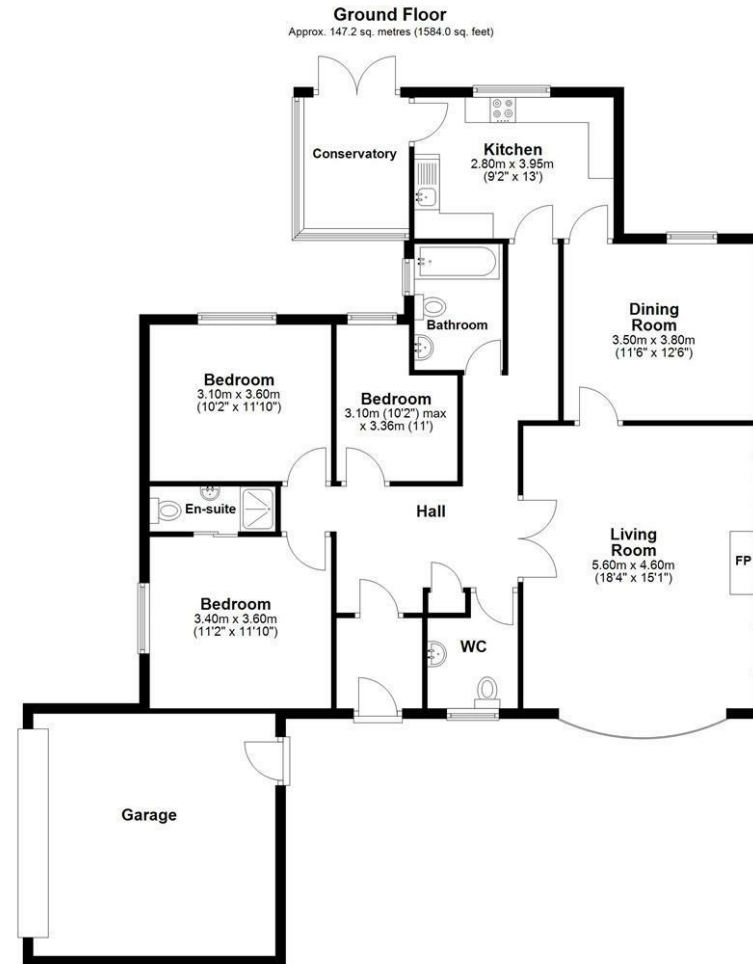 Ground Floor
Approx. 147.2 sq. metres (1584.0 sq. feet)
Conservatory
Kitchen
2.80m x 3.95m
(9'2" x 13')
Bathroom
Dining
Room
3.50m x 3.80m
(11'6" x 12'6")
Bedroom
3.10m x 3.60m
(10'2" x 11'10")
Bedroom
3.10m (10'2") max
x 3.36m (11')
En-suite
Hall
Living
Room
5.60m x 4.60m
(18'4" x 15'1")
FP
Bedroom
3.40m x 3.60m
(11'2" x 11'10")
WC
Garage